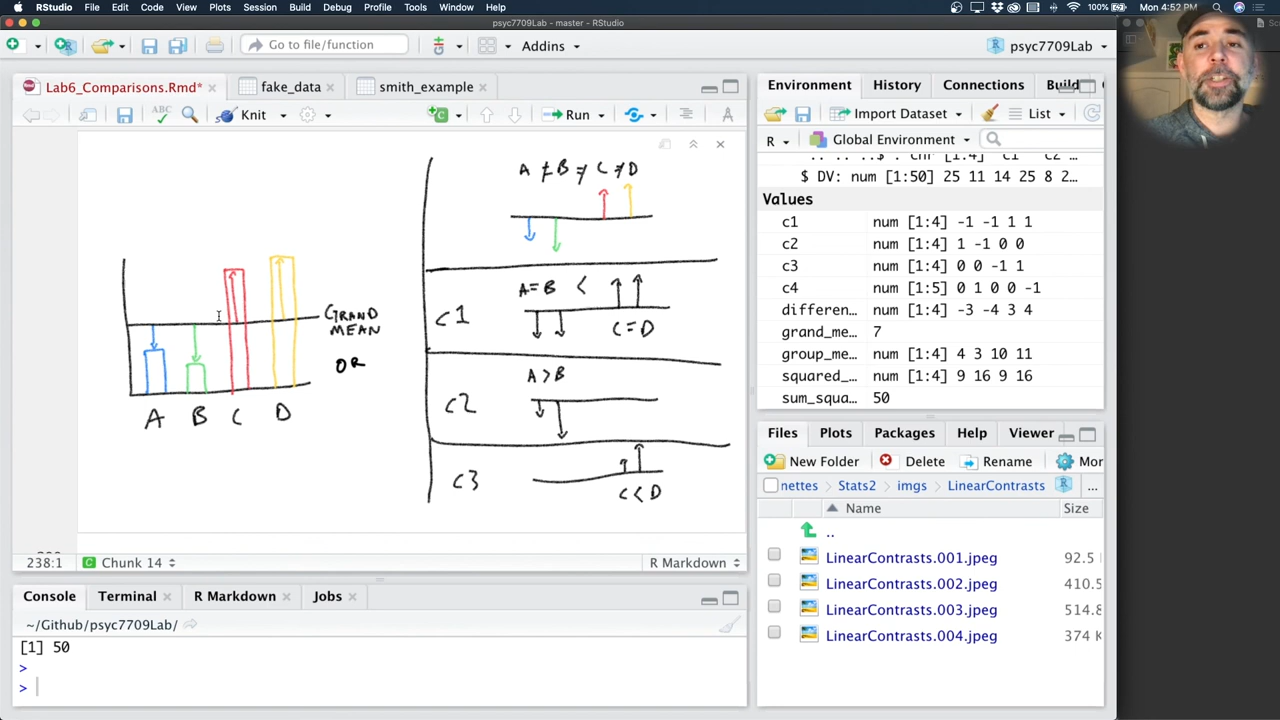 RStudio File Edit Code View Plots Session Build Debug Profile Tools Window Help 100% Mon 4:52 PM
psyc7709Lab - master - RStudio
Go to file/function Addins psyc7709Lab
Lab6_Comparisons.Rmd* fake_data smith_example
ABC Knit Run
A ≠ B ≠ C ≠ D
C1 A = B < C = D
GRAND
MEAN
OR
C2 A > B
C3 C < D
A B C D
238:1 Chunk 14 R Markdown
Console Terminal R Markdown Jobs
~/Github/psyc7709Lab/
[1] 50
>
>
Environment History Connections Build
Import Dataset List
R Global Environment
$ DV: num [1:50] 25 11 14 25 8 2…
Values
c1 num [1:4] -1 -1 1 1
c2 num [1:4] 1 -1 0 0
c3 num [1:4] 0 0 -1 1
c4 num [1:5] 0 1 0 0 -1
differen… num [1:4] -3 -4 3 4
grand_me… 7
group_me… num [1:4] 4 3 10 11
squared_… num [1:4] 9 16 9 16
sum_squa… 50
Files Plots Packages Help Viewer
New Folder Delete Rename Mor
nettes Stats2 imgs LinearContrasts ...
Name Size
..
LinearContrasts.001.jpeg 92.5
LinearContrasts.002.jpeg 410.5
LinearContrasts.003.jpeg 514.8
LinearContrasts.004.jpeg 374 K